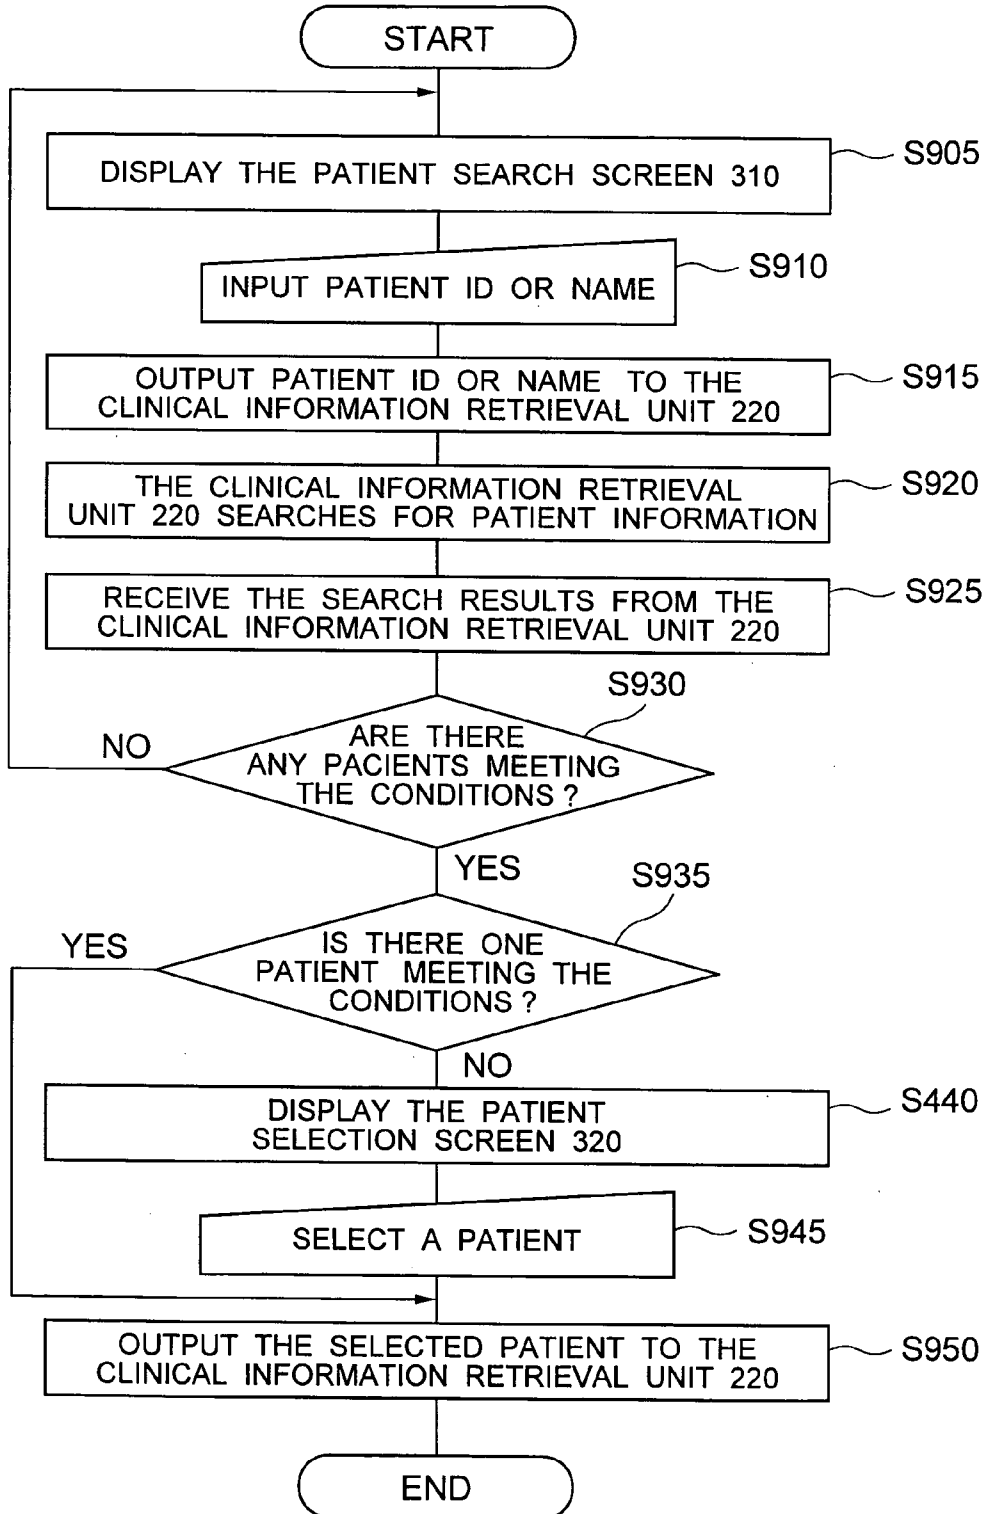 START
DISPLAY THE PATIENT SEARCH SCREEN 310
S905
INPUT PATIENT ID OR NAME
S910
OUTPUT PATIENT ID OR NAME TO THE
CLINICAL INFORMATION RETRIEVAL UNIT 220
S915
THE CLINICAL INFORMATION RETRIEVAL
UNIT 220 SEARCHES FOR PATIENT INFORMATION
S920
RECEIVE THE SEARCH RESULTS FROM THE
CLINICAL INFORMATION RETRIEVAL UNIT 220
S925
S930
ARE THERE
ANY PACIENTS MEETING
THE CONDITIONS ?
NO
YES
S935
IS THERE ONE
PATIENT MEETING THE
CONDITIONS ?
YES
NO
DISPLAY THE PATIENT
SELECTION SCREEN 320
S440
SELECT A PATIENT
S945
OUTPUT THE SELECTED PATIENT TO THE
CLINICAL INFORMATION RETRIEVAL UNIT 220
S950
END